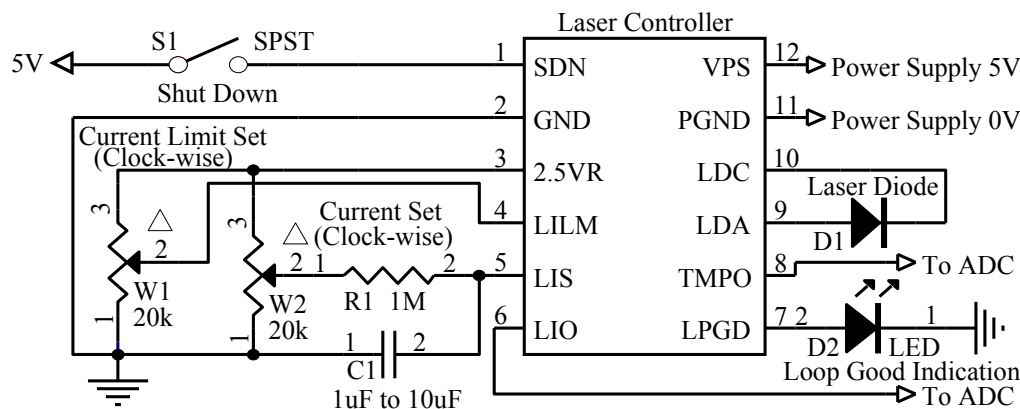 Laser Controller
5V
S1
SPST
Shut Down
1
SDN
VPS
12
Power Supply 5V
2
GND
PGND
11
Power Supply 0V
Current Limit Set
(Clock-wise)
3
2.5VR
LDC
10
Laser Diode
3
2
W1
20k
1
3
2
W2
20k
1
Current Set
(Clock-wise)
4
LILM
LDA
9
D1
1
R1 1M
2
5
LIS
TMPO
8
To ADC
6
LIO
LPGD
7
2
D2
LED
1
1
C1
2
1uF to 10uF
Loop Good Indication
To ADC